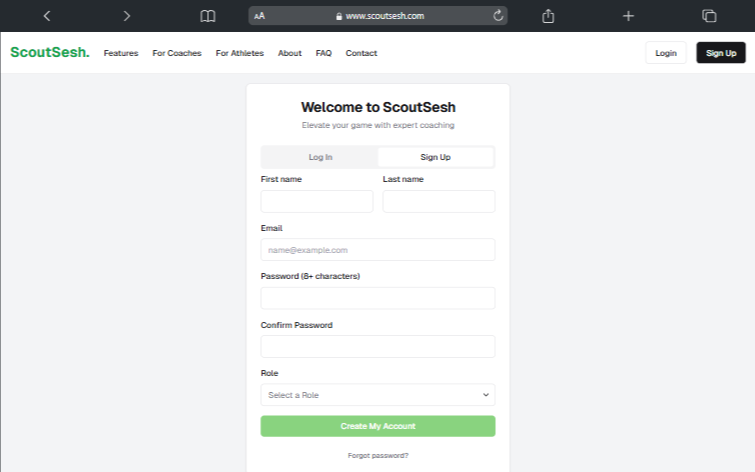 AA www.scoutsesh.com
ScoutSesh. Features For Coaches For Athletes About FAQ Contact Login Sign Up
Welcome to ScoutSesh
Elevate your game with expert coaching
Log In Sign Up
First name Last name
Email
name@example.com
Password (8+ characters)
Confirm Password
Role
Select a Role
Create My Account
Forgot password?